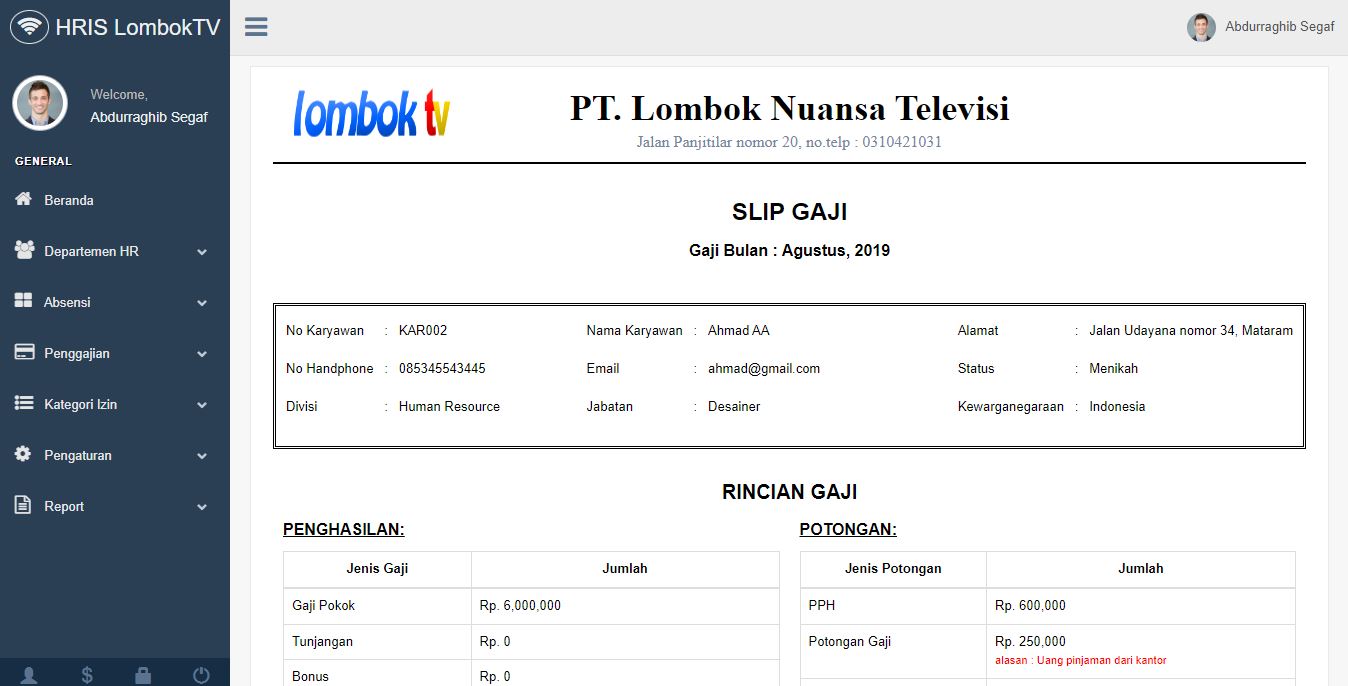 HRIS LombokTV
Abdurraghib Segaf
Welcome,
Abdurraghib Segaf
GENERAL
Beranda
Departemen HR
Absensi
Penggajian
Kategori Izin
Pengaturan
Report
lombok tv
PT. Lombok Nuansa Televisi
Jalan Panjitilar nomor 20, no.telp : 0310421031
SLIP GAJI
Gaji Bulan : Agustus, 2019
No Karyawan : KAR002 Nama Karyawan : Ahmad AA Alamat : Jalan Udayana nomor 34, Mataram
No Handphone : 085345543445 Email : ahmad@gmail.com Status : Menikah
Divisi : Human Resource Jabatan : Desainer Kewarganegaraan : Indonesia
RINCIAN GAJI
PENGHASILAN:
Jenis Gaji Jumlah
Gaji Pokok Rp. 6,000,000
Tunjangan Rp. 0
Bonus Rp. 0
POTONGAN:
Jenis Potongan Jumlah
PPH Rp. 600,000
Potongan Gaji Rp. 250,000
alasan : Uang pinjaman dari kantor